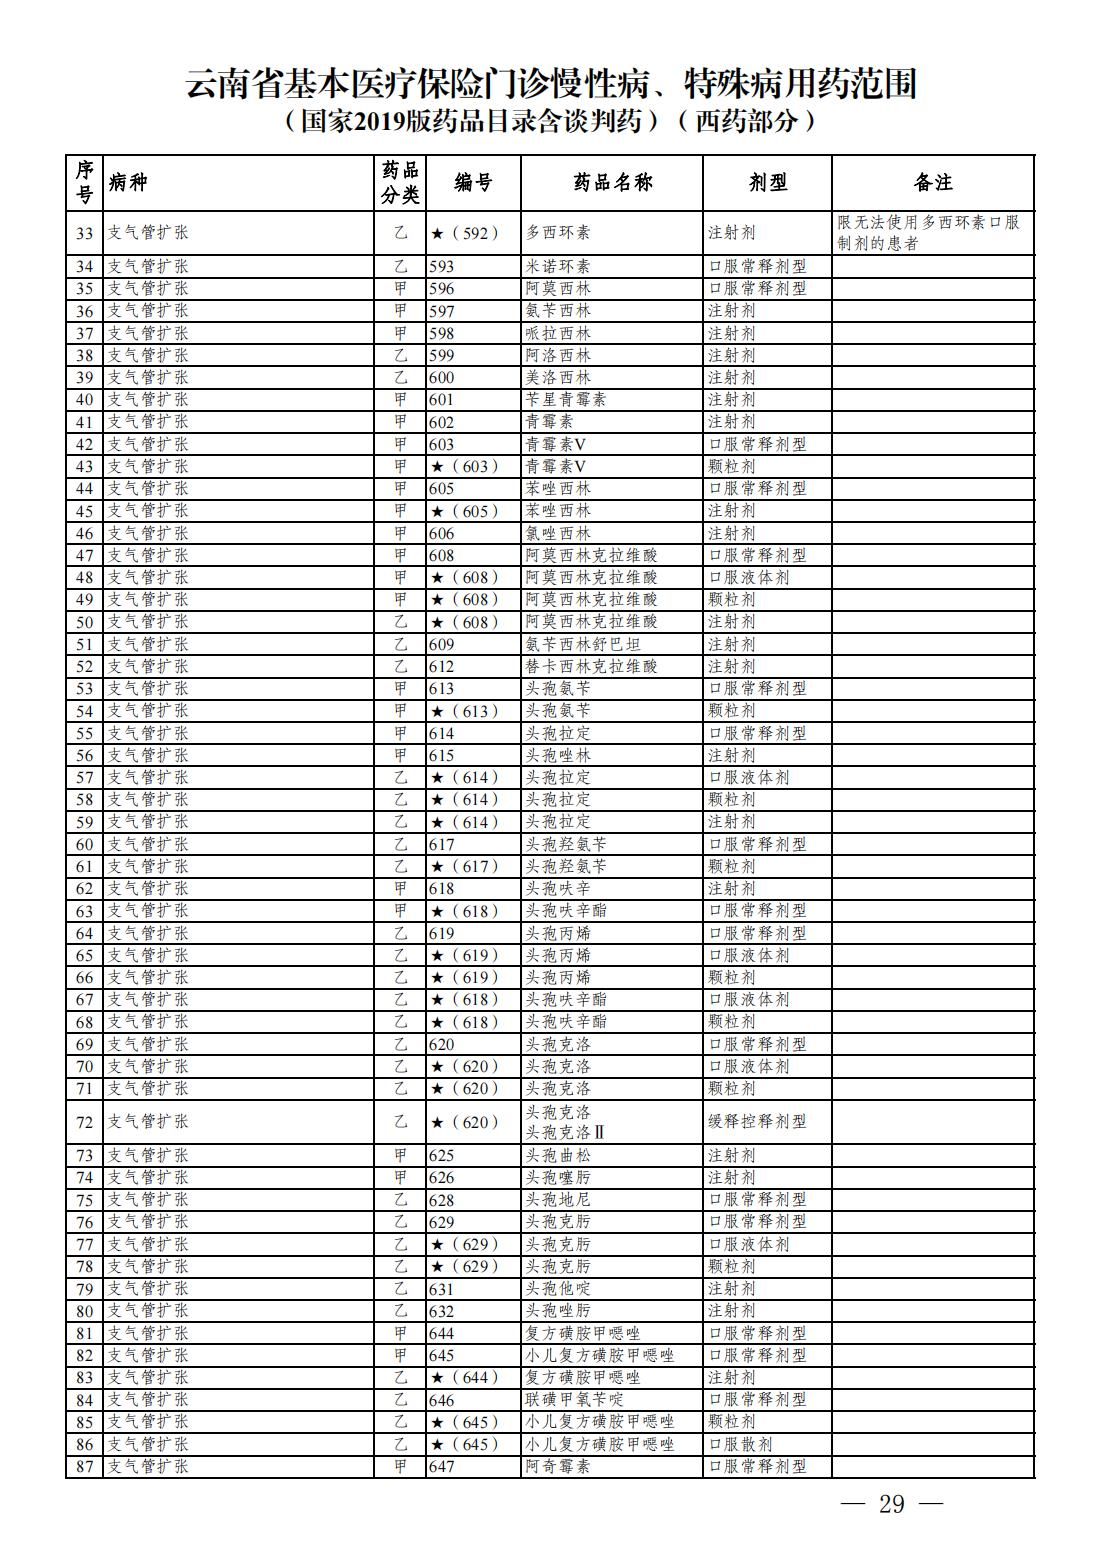 云南省基本医疗保险门诊慢性病、特殊病用药范围
（国家2019版药品目录含谈判药）（西药部分）
序号 病种 药品分类 编号 药品名称 剂型 备注
33 支气管扩张 乙 ★（592） 多西环素 注射剂 限无法使用多西环素口服制剂的患者
34 支气管扩张 乙 593 米诺环素 口服常释剂型
35 支气管扩张 甲 596 阿莫西林 口服常释剂型
36 支气管扩张 甲 597 氨苄西林 注射剂
37 支气管扩张 甲 598 哌拉西林 注射剂
38 支气管扩张 乙 599 阿洛西林 注射剂
39 支气管扩张 乙 600 美洛西林 注射剂
40 支气管扩张 甲 601 苄星青霉素 注射剂
41 支气管扩张 甲 602 青霉素 注射剂
42 支气管扩张 甲 603 青霉素V 口服常释剂型
43 支气管扩张 甲 ★（603） 青霉素V 颗粒剂
44 支气管扩张 甲 605 苯唑西林 口服常释剂型
45 支气管扩张 甲 ★（605） 苯唑西林 注射剂
46 支气管扩张 甲 606 氯唑西林 注射剂
47 支气管扩张 甲 608 阿莫西林克拉维酸 口服常释剂型
48 支气管扩张 甲 ★（608） 阿莫西林克拉维酸 口服液体剂
49 支气管扩张 甲 ★（608） 阿莫西林克拉维酸 颗粒剂
50 支气管扩张 乙 ★（608） 阿莫西林克拉维酸 注射剂
51 支气管扩张 乙 609 氨苄西林舒巴坦 注射剂
52 支气管扩张 乙 612 替卡西林克拉维酸 注射剂
53 支气管扩张 甲 613 头孢氨苄 口服常释剂型
54 支气管扩张 甲 ★（613） 头孢氨苄 颗粒剂
55 支气管扩张 甲 614 头孢拉定 口服常释剂型
56 支气管扩张 甲 615 头孢唑林 注射剂
57 支气管扩张 乙 ★（614） 头孢拉定 口服液体剂
58 支气管扩张 乙 ★（614） 头孢拉定 颗粒剂
59 支气管扩张 乙 ★（614） 头孢拉定 注射剂
60 支气管扩张 乙 617 头孢羟氨苄 口服常释剂型
61 支气管扩张 乙 ★（617） 头孢羟氨苄 颗粒剂
62 支气管扩张 甲 618 头孢呋辛 注射剂
63 支气管扩张 甲 ★（618） 头孢呋辛酯 口服常释剂型
64 支气管扩张 乙 619 头孢丙烯 口服常释剂型
65 支气管扩张 乙 ★（619） 头孢丙烯 口服液体剂
66 支气管扩张 乙 ★（619） 头孢丙烯 颗粒剂
67 支气管扩张 乙 ★（618） 头孢呋辛酯 口服液体剂
68 支气管扩张 乙 ★（618） 头孢呋辛酯 颗粒剂
69 支气管扩张 乙 620 头孢克洛 口服常释剂型
70 支气管扩张 乙 ★（620） 头孢克洛 口服液体剂
71 支气管扩张 乙 ★（620） 头孢克洛 颗粒剂
72 支气管扩张 乙 ★（620） 头孢克洛 头孢克洛Ⅱ 缓释控释剂型
73 支气管扩张 甲 625 头孢曲松 注射剂
74 支气管扩张 甲 626 头孢噻肟 注射剂
75 支气管扩张 乙 628 头孢地尼 口服常释剂型
76 支气管扩张 乙 629 头孢克肟 口服常释剂型
77 支气管扩张 乙 ★（629） 头孢克肟 口服液体剂
78 支气管扩张 乙 ★（629） 头孢克肟 颗粒剂
79 支气管扩张 乙 631 头孢他啶 注射剂
80 支气管扩张 乙 632 头孢唑肟 注射剂
81 支气管扩张 甲 644 复方磺胺甲噁唑 口服常释剂型
82 支气管扩张 甲 645 小儿复方磺胺甲噁唑 口服常释剂型
83 支气管扩张 乙 ★（644） 复方磺胺甲噁唑 注射剂
84 支气管扩张 乙 646 联磺甲氧苄啶 口服常释剂型
85 支气管扩张 乙 ★（645） 小儿复方磺胺甲噁唑 颗粒剂
86 支气管扩张 乙 ★（645） 小儿复方磺胺甲噁唑 口服散剂
87 支气管扩张 甲 647 阿奇霉素 口服常释剂型
— 29 —